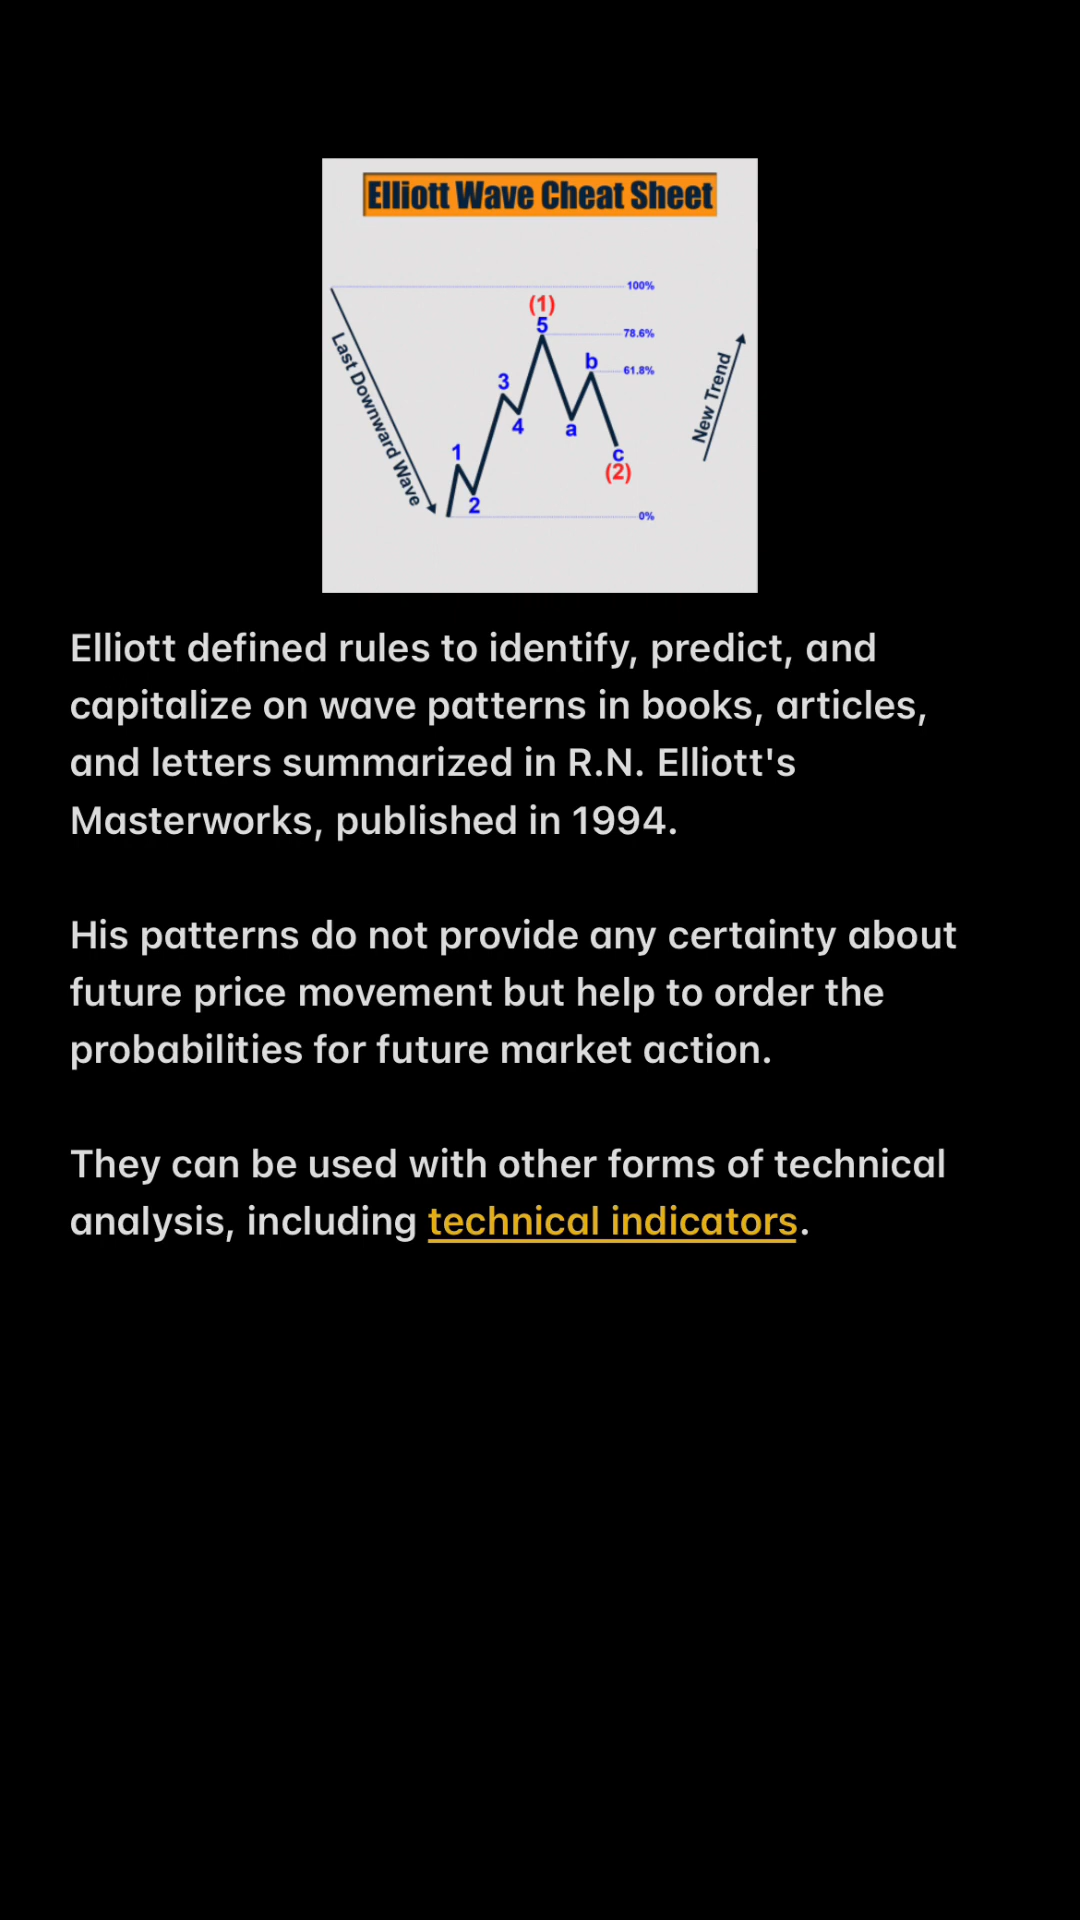 Elliott Wave Cheat Sheet
100%
(1)
5
78.6%
b
61.8%
3
4
a
1
c
(2)
2
0%
Last Downward Wave
New Trend
Elliott defined rules to identify, predict, and
capitalize on wave patterns in books, articles,
and letters summarized in R.N. Elliott's
Masterworks, published in 1994.
His patterns do not provide any certainty about
future price movement but help to order the
probabilities for future market action.
They can be used with other forms of technical
analysis, including technical indicators.